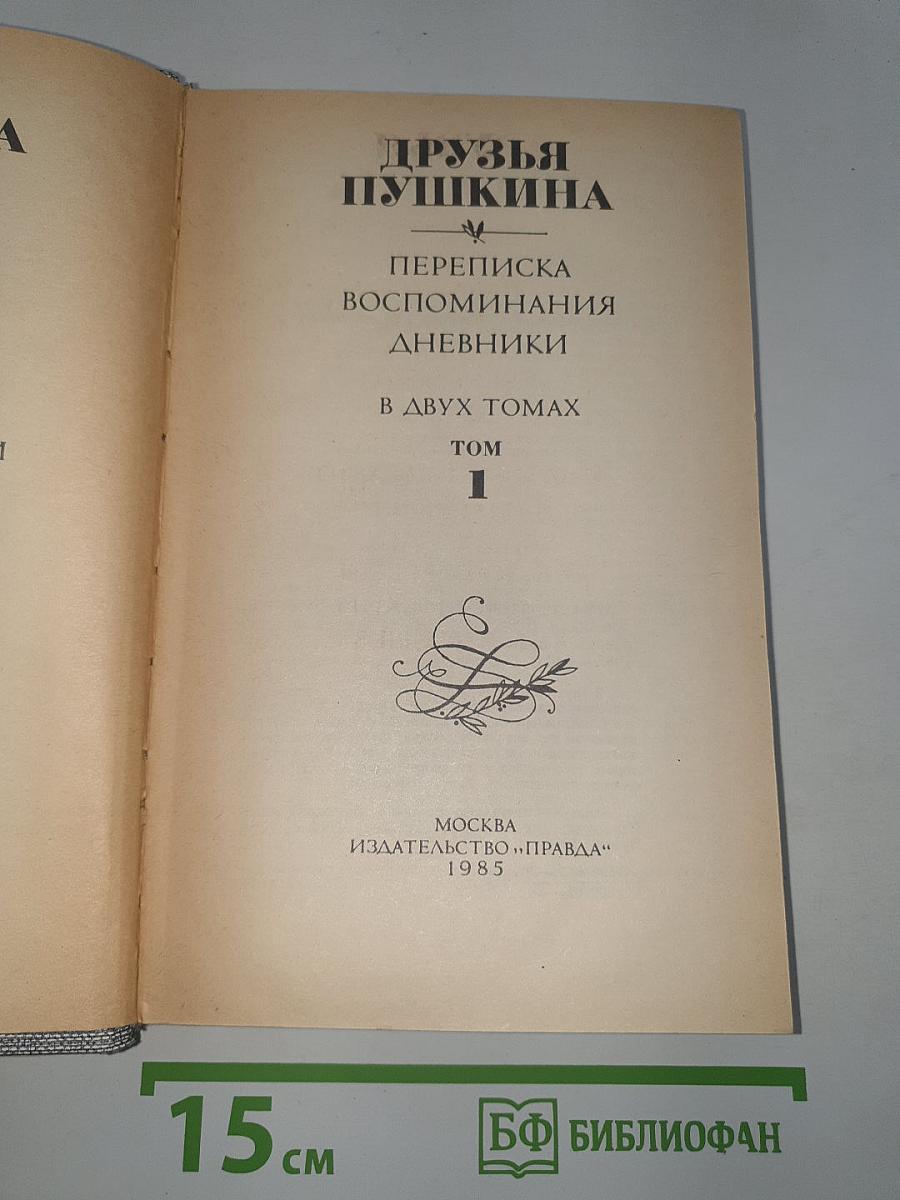 А
И
ДРУЗЬЯ
ПУШКИНА
ПЕРЕПИСКА
ВОСПОМИНАНИЯ
ДНЕВНИКИ
В ДВУХ ТОМАХ
ТОМ
1
МОСКВА
ИЗДАТЕЛЬСТВО „ПРАВДА“
1985
15 см
БФ БИБЛИОФАН